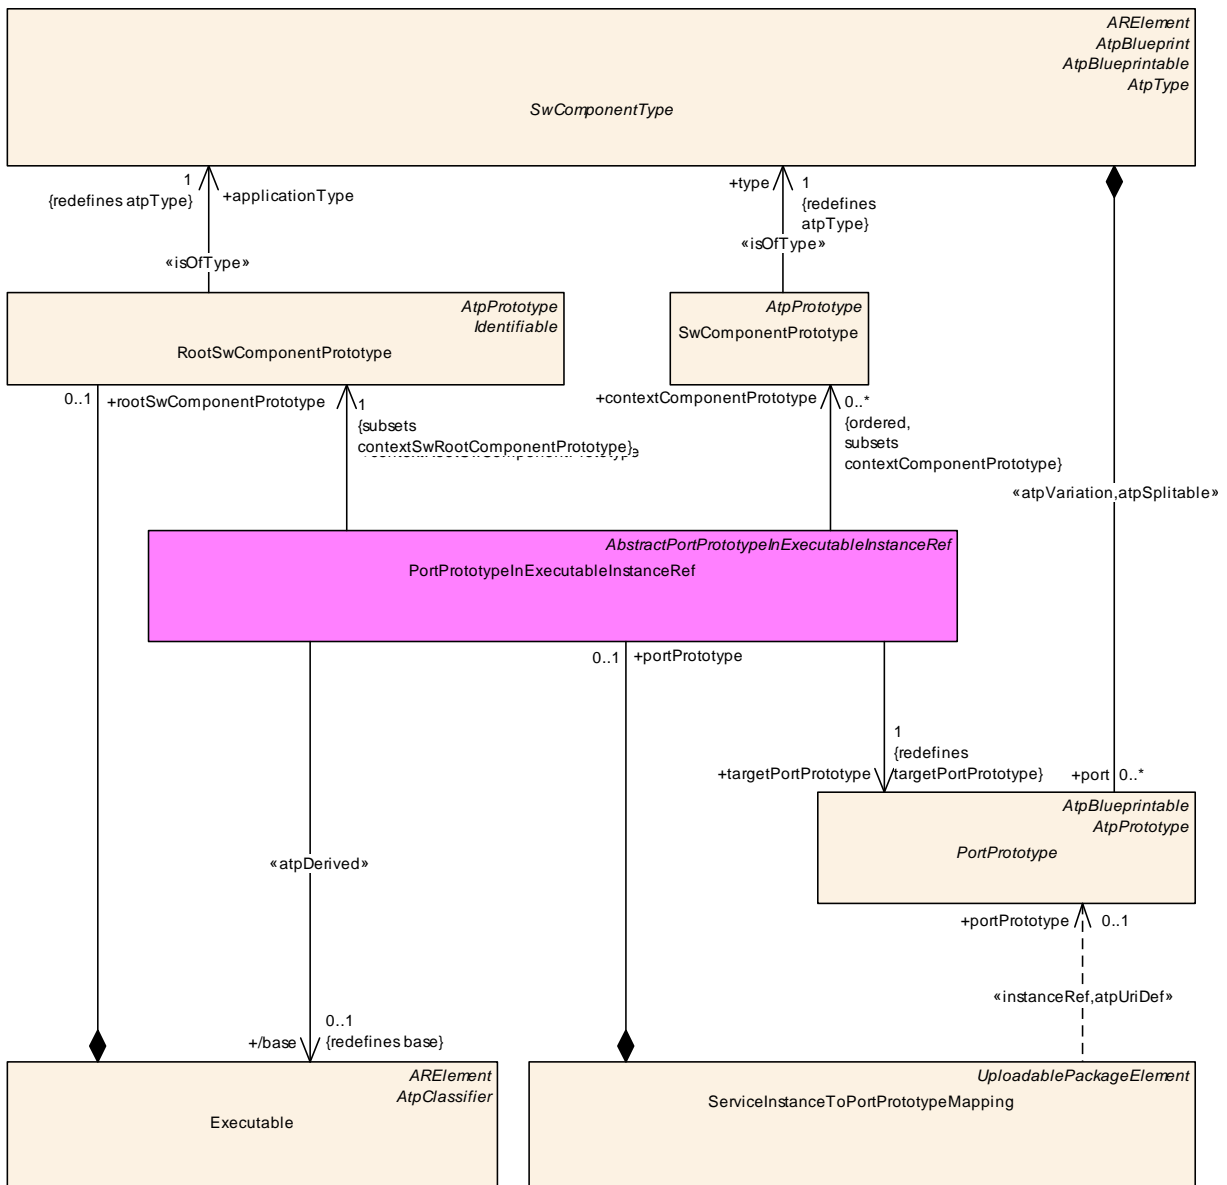 ARElement
AtpBlueprint
AtpBlueprintable
AtpType
SwComponentType
1
{redefines atpType}
+applicationType
+type
1
{redefines
atpType}
«isOfType»
«isOfType»
AtpPrototype
Identifiable
RootSwComponentPrototype
AtpPrototype
SwComponentPrototype
0..1
+rootSwComponentPrototype
1
{subsets
contextSwRootComponentPrototype}
+contextComponentPrototype
0..*
{ordered,
subsets
contextComponentPrototype}
«atpVariation,atpSplitable»
AbstractPortPrototypeInExecutableInstanceRef
PortPrototypeInExecutableInstanceRef
0..1
+portPrototype
1
{redefines
targetPortPrototype}
+targetPortPrototype
+port
0..*
AtpBlueprintable
AtpPrototype
PortPrototype
«atpDerived»
+portPrototype
0..1
«instanceRef,atpUriDef»
0..1
{redefines base}
+/base
ARElement
AtpClassifier
Executable
UploadablePackageElement
ServiceInstanceToPortPrototypeMapping